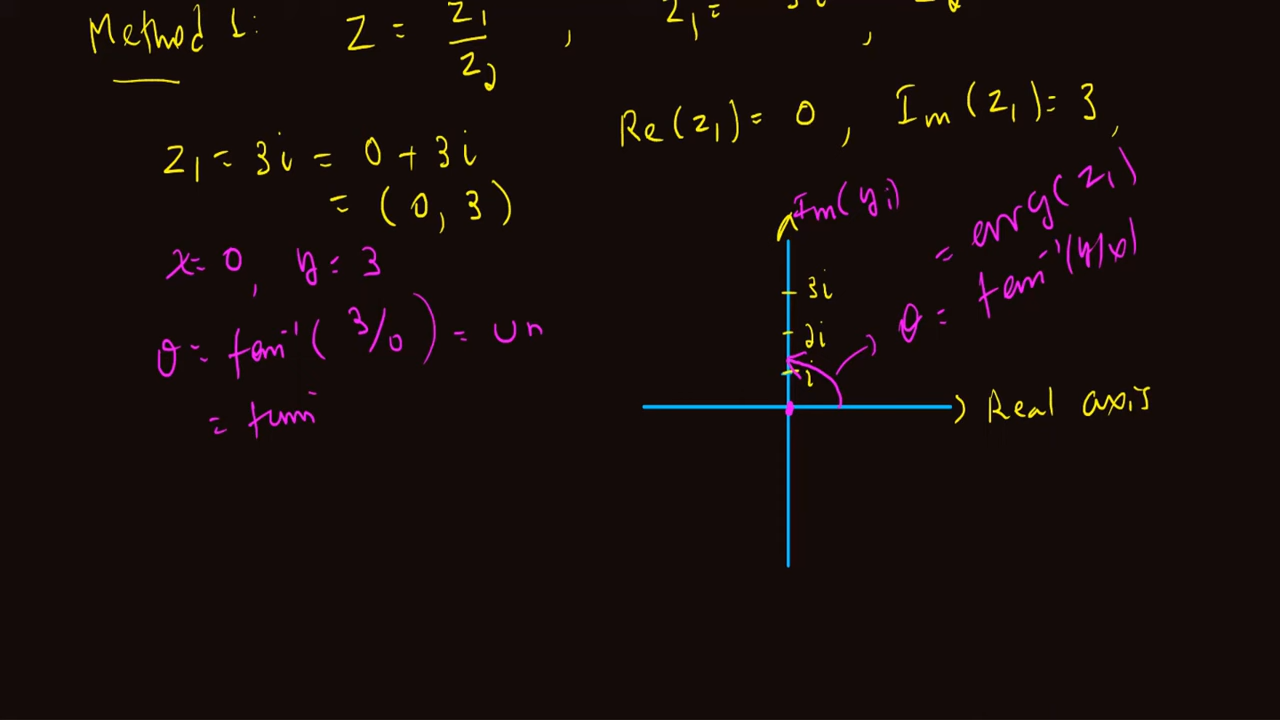 Method 1: z = z₁/z₂ , z₁ = 3i ,
z₁ = 3i = 0 + 3i
= (0, 3)
x = 0, y = 3
θ = tan⁻¹(3/0) = un
= tan⁻
Re(z₁) = 0, Im(z₁) = 3,
Im(yi)
= arg(z₁)
θ = tan⁻¹(y/x)
3i
2i
i
Real axis